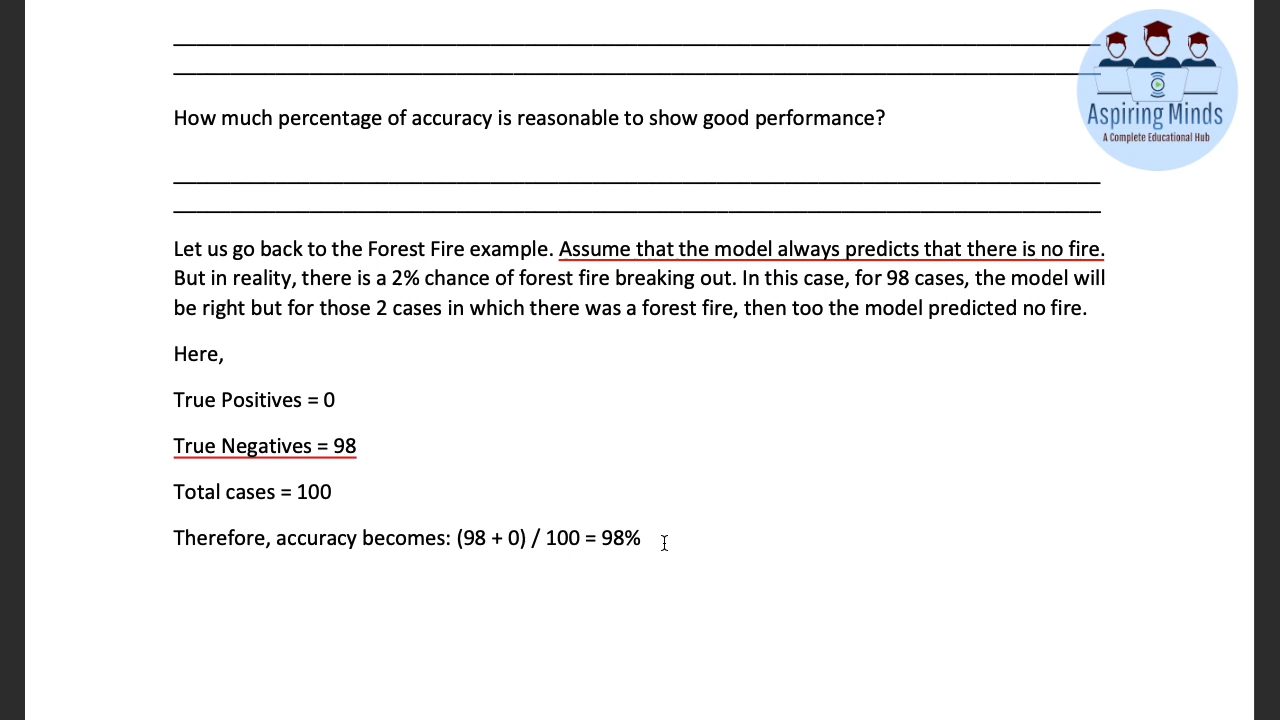 Aspiring Minds
A Complete Educational Hub
How much percentage of accuracy is reasonable to show good performance?
Let us go back to the Forest Fire example. Assume that the model always predicts that there is no fire.
But in reality, there is a 2% chance of forest fire breaking out. In this case, for 98 cases, the model will
be right but for those 2 cases in which there was a forest fire, then too the model predicted no fire.
Here,
True Positives = 0
True Negatives = 98
Total cases = 100
Therefore, accuracy becomes: (98 + 0) / 100 = 98%